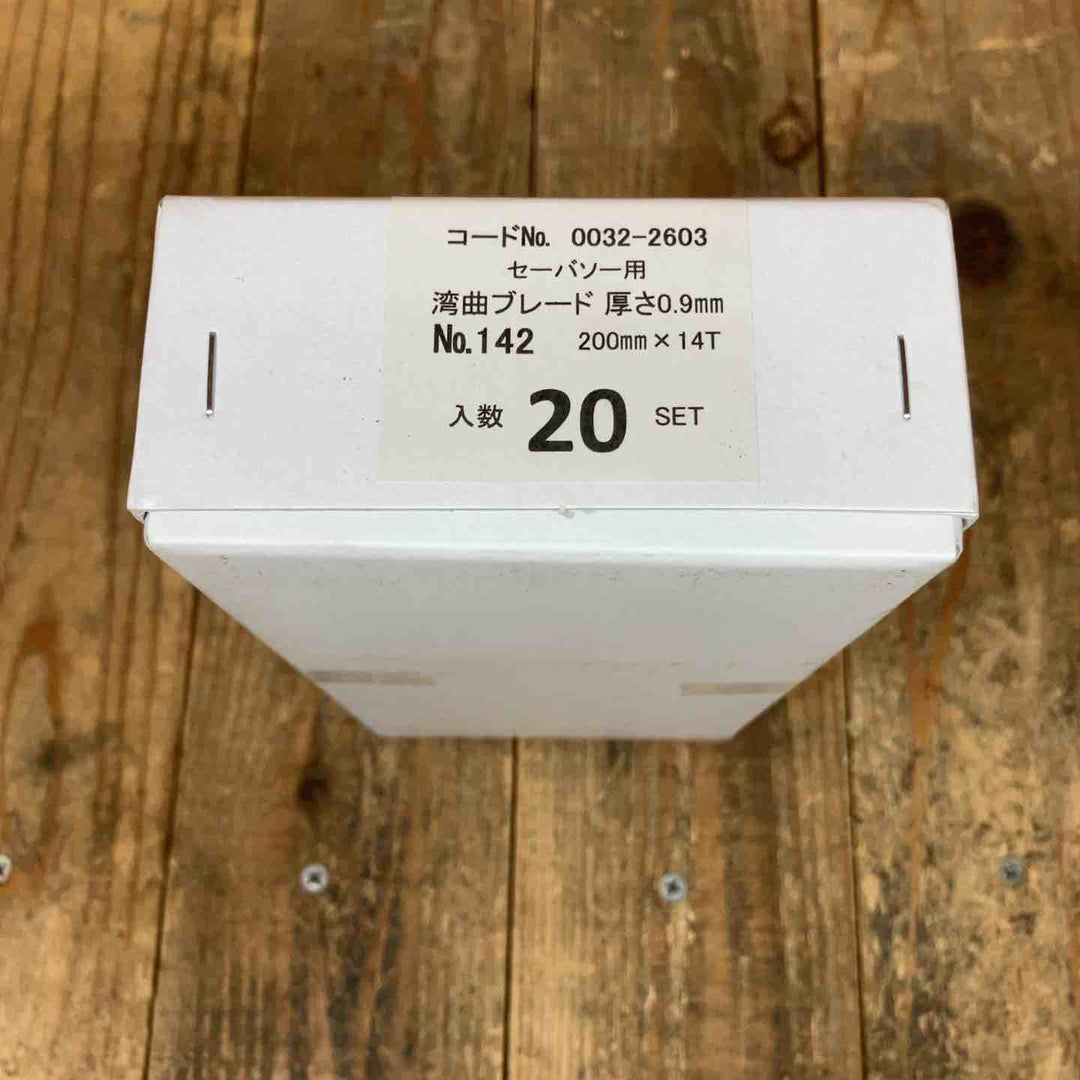 コードNo. 0032-2603
セーバソー用
湾曲ブレード 厚さ0.9mm
No.142 200mm×14T
入数 20 SET